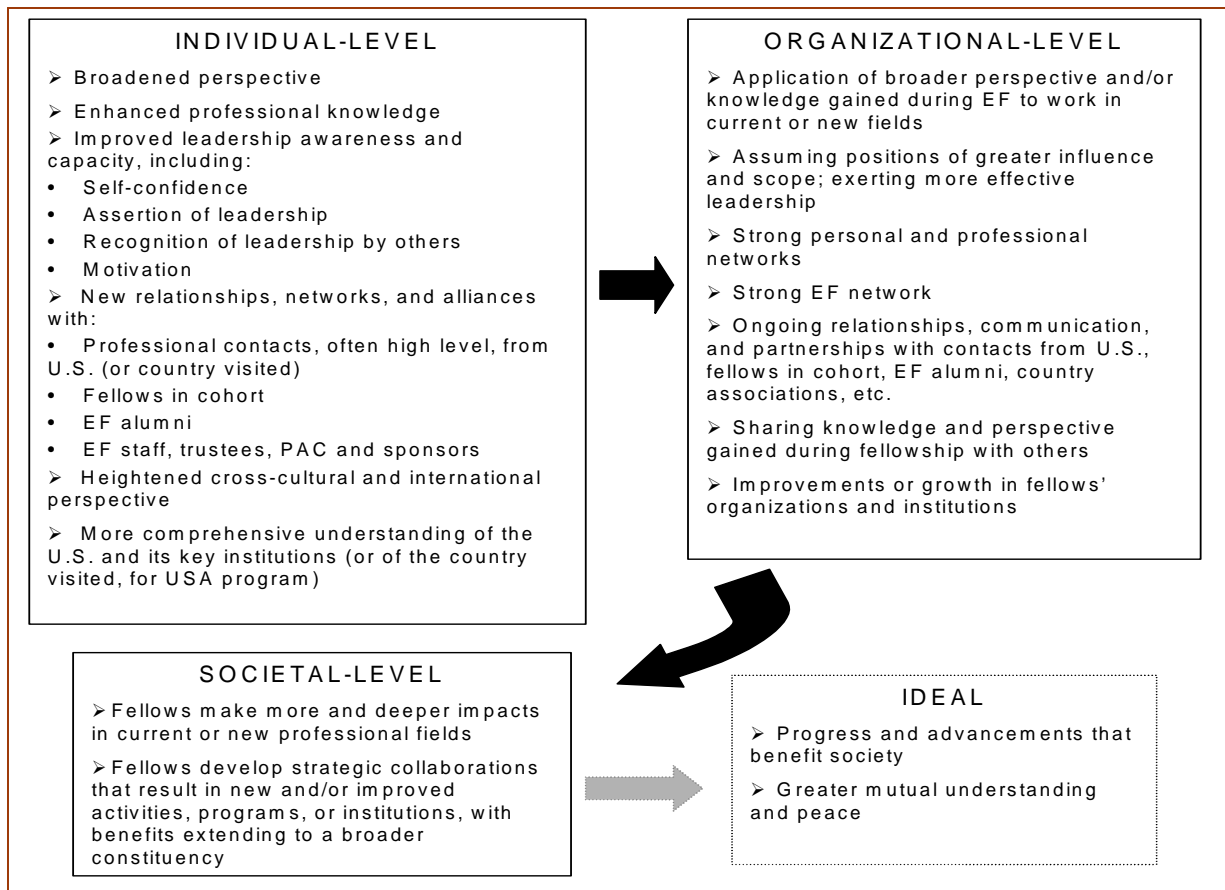 INDIVIDUAL-LEVEL
➢ Broadened perspective
➢ Enhanced professional knowledge
➢ Improved leadership awareness and
capacity, including:
• Self-confidence
• Assertion of leadership
• Recognition of leadership by others
• Motivation
➢ New relationships, networks, and alliances
with:
• Professional contacts, often high level, from
U.S. (or country visited)
• Fellows in cohort
• EF alumni
• EF staff, trustees, PAC and sponsors
➢ Heightened cross-cultural and international
perspective
➢ More comprehensive understanding of the
U.S. and its key institutions (or of the country
visited, for USA program)
ORGANIZATIONAL-LEVEL
➢ Application of broader perspective and/or
knowledge gained during EF to work in
current or new fields
➢ Assuming positions of greater influence
and scope; exerting more effective
leadership
➢ Strong personal and professional
networks
➢ Strong EF network
➢ Ongoing relationships, communication,
and partnerships with contacts from U.S.,
fellows in cohort, EF alumni, country
associations, etc.
➢ Sharing knowledge and perspective
gained during fellowship with others
➢ Improvements or growth in fellows’
organizations and institutions
SOCIETAL-LEVEL
➢Fellows make more and deeper impacts
in current or new professional fields
➢Fellows develop strategic collaborations
that result in new and/or improved
activities, programs, or institutions, with
benefits extending to a broader
constituency
IDEAL
➢ Progress and advancements that
benefit society
➢ Greater mutual understanding
and peace